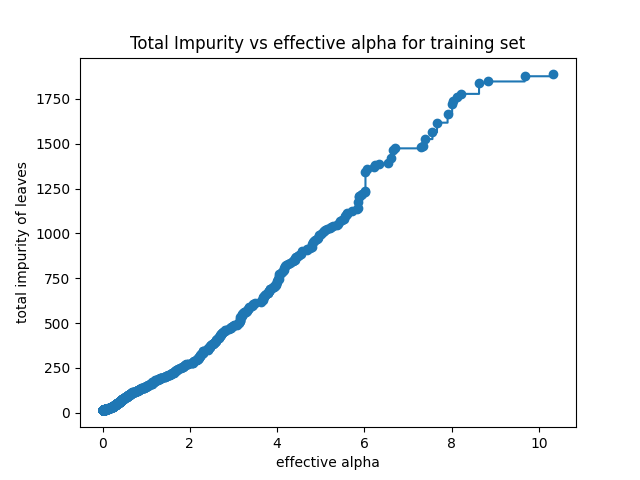 Total Impurity vs effective alpha for training set
total impurity of leaves
1750
1500
1250
1000
750
500
250
0
0 2 4 6 8 10
effective alpha